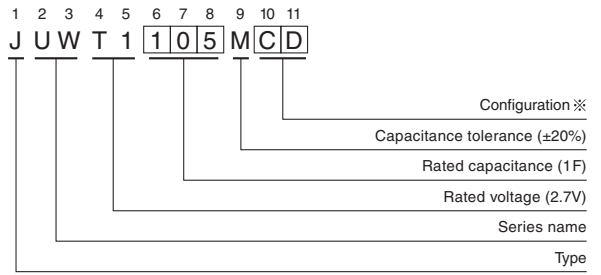 1 2 3 4 5 6 7 8 9 10 11
J U W T 1 1 0 5 M C D
Configuration ※
Capacitance tolerance (±20%)
Rated capacitance (1F)
Rated voltage (2.7V)
Series name
Type